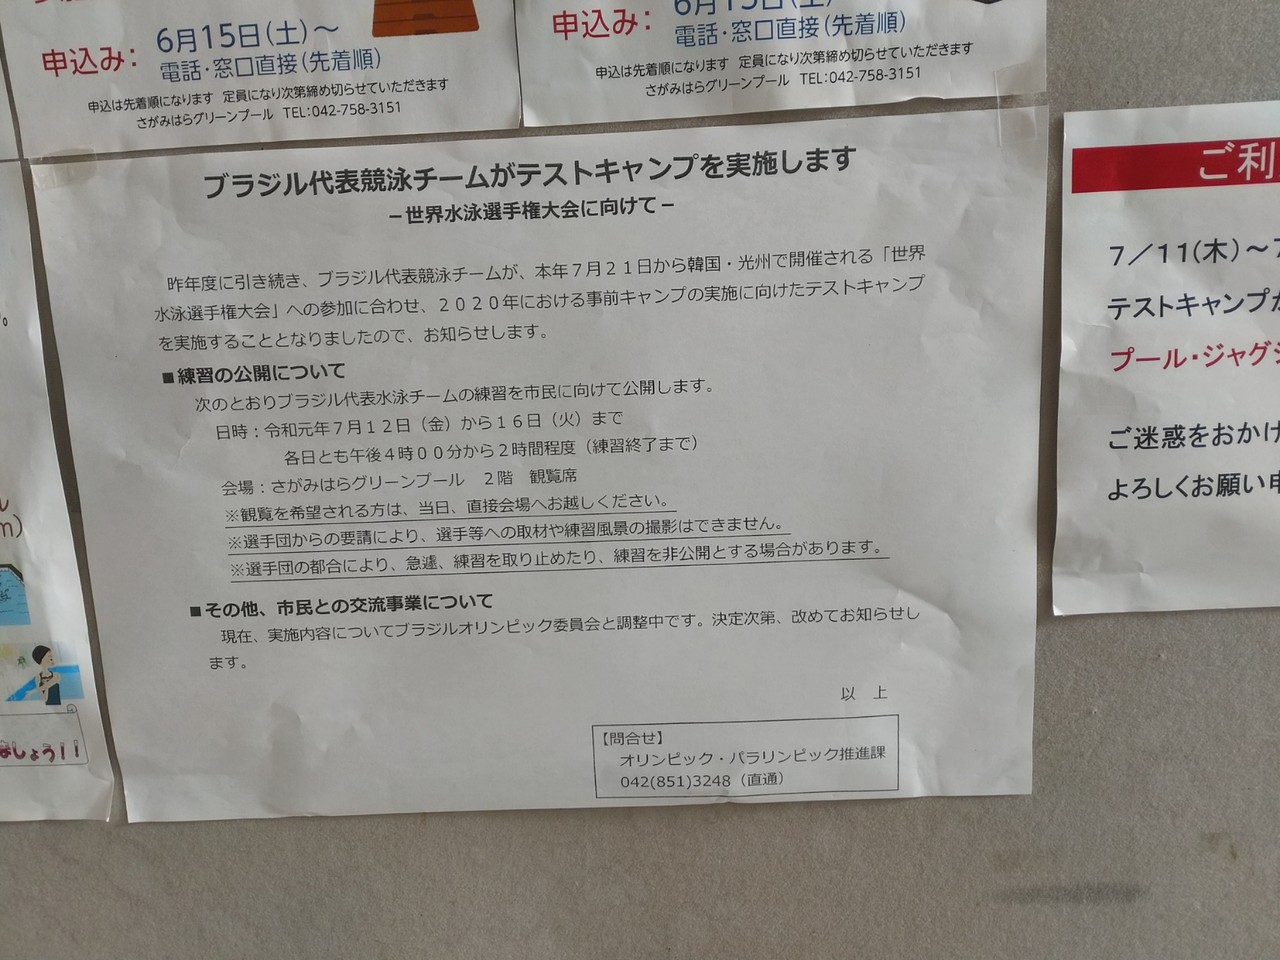 申込み:
6月15日(土)～
電話・窓口直接(先着順)
申込は先着順になります 定員になり次第締め切らせていただきます
さがみはらグリーンプール TEL:042-758-3151
申込み:
6月15日(土)
電話・窓口直接(先着順)
申込は先着順になります 定員になり次第締め切らせていただきます
さがみはらグリーンプール TEL:042-758-3151
ブラジル代表競泳チームがテストキャンプを実施します
－世界水泳選手権大会に向けて－
昨年度に引き続き、ブラジル代表競泳チームが、本年７月２１日から韓国・光州で開催される「世界
水泳選手権大会」への参加に合わせ、２０２０年における事前キャンプの実施に向けたテストキャンプ
を実施することとなりましたので、お知らせします。
■練習の公開について
次のとおりブラジル代表水泳チームの練習を市民に向けて公開します。
日時：令和元年７月１２日（金）から１６日（火）まで
各日とも午後４時００分から２時間程度（練習終了まで）
会場：さがみはらグリーンプール　２階　観覧席
※観覧を希望される方は、当日、直接会場へお越しください。
※選手団からの要請により、選手等への取材や練習風景の撮影はできません。
※選手団の都合により、急遽、練習を取り止めたり、練習を非公開とする場合があります。
■その他、市民との交流事業について
現在、実施内容についてブラジルオリンピック委員会と調整中です。決定次第、改めてお知らせし
ます。
以　上
【問合せ】
オリンピック・パラリンピック推進課
042(851)3248（直通）
ご利
７／11(木)～
テストキャンプ
プール・ジャグ
ご迷惑をおかけ
よろしくお願い申
ル
m)
ましょう!!